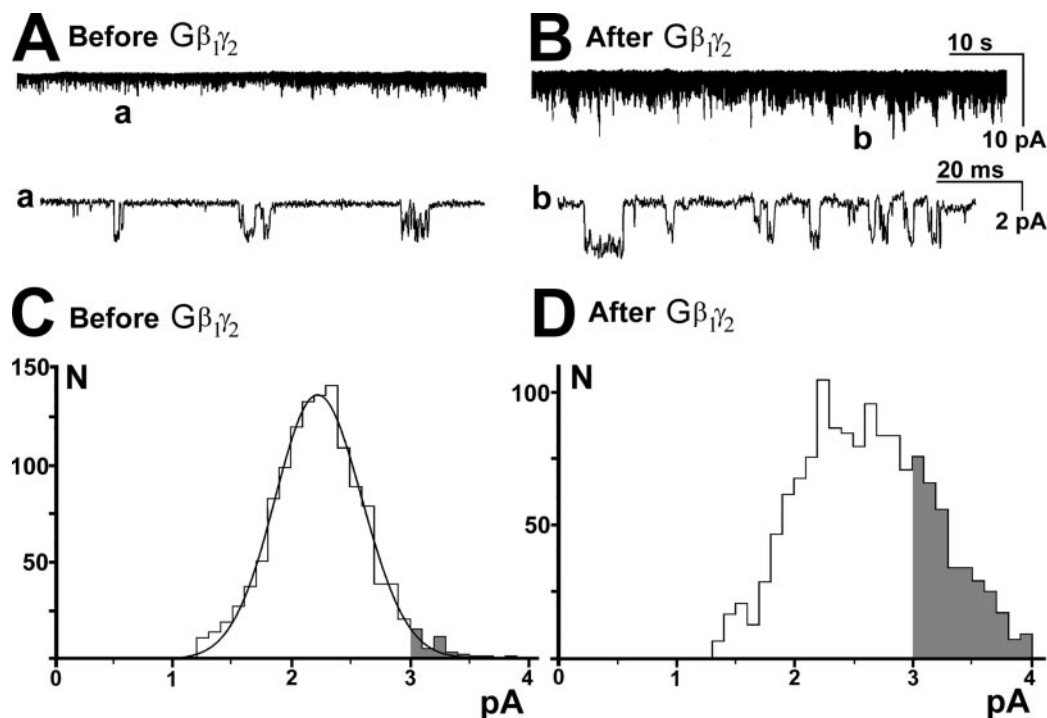 A Before Gβ₁γ₂
a
B After Gβ₁γ₂
10 s
10 pA
b
a
b
20 ms
2 pA
C Before Gβ₁γ₂
N
150
100
50
0 1 2 3 4
pA
D After Gβ₁γ₂
N
100
50
0 1 2 3 4
pA